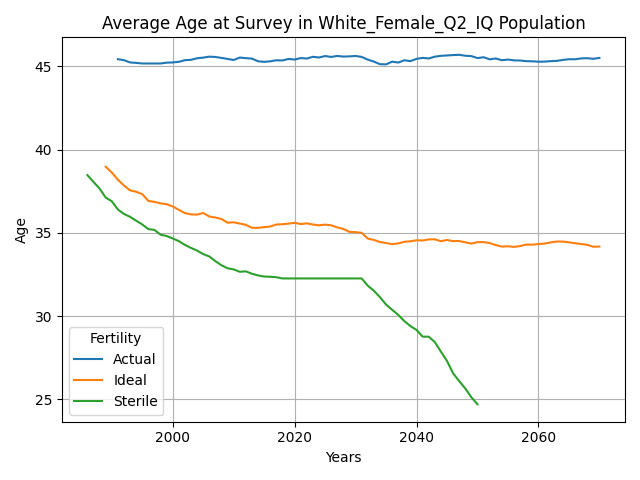 Average Age at Survey in White_Female_Q2_IQ Population
Age
45
40
35
30
25
Fertility
Actual
Ideal
Sterile
2000 2020 2040 2060
Years